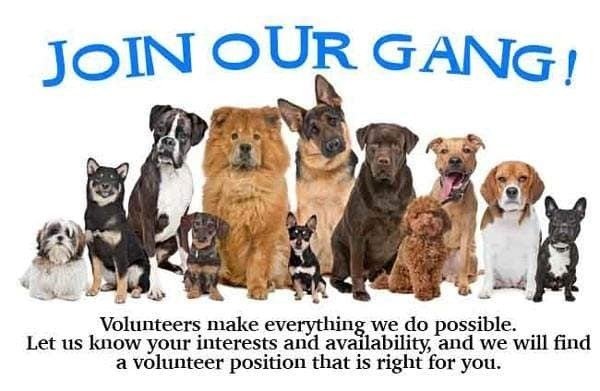 JOIN OUR GANG!
Volunteers make everything we do possible.
Let us know your interests and availability, and we will find
a volunteer position that is right for you.